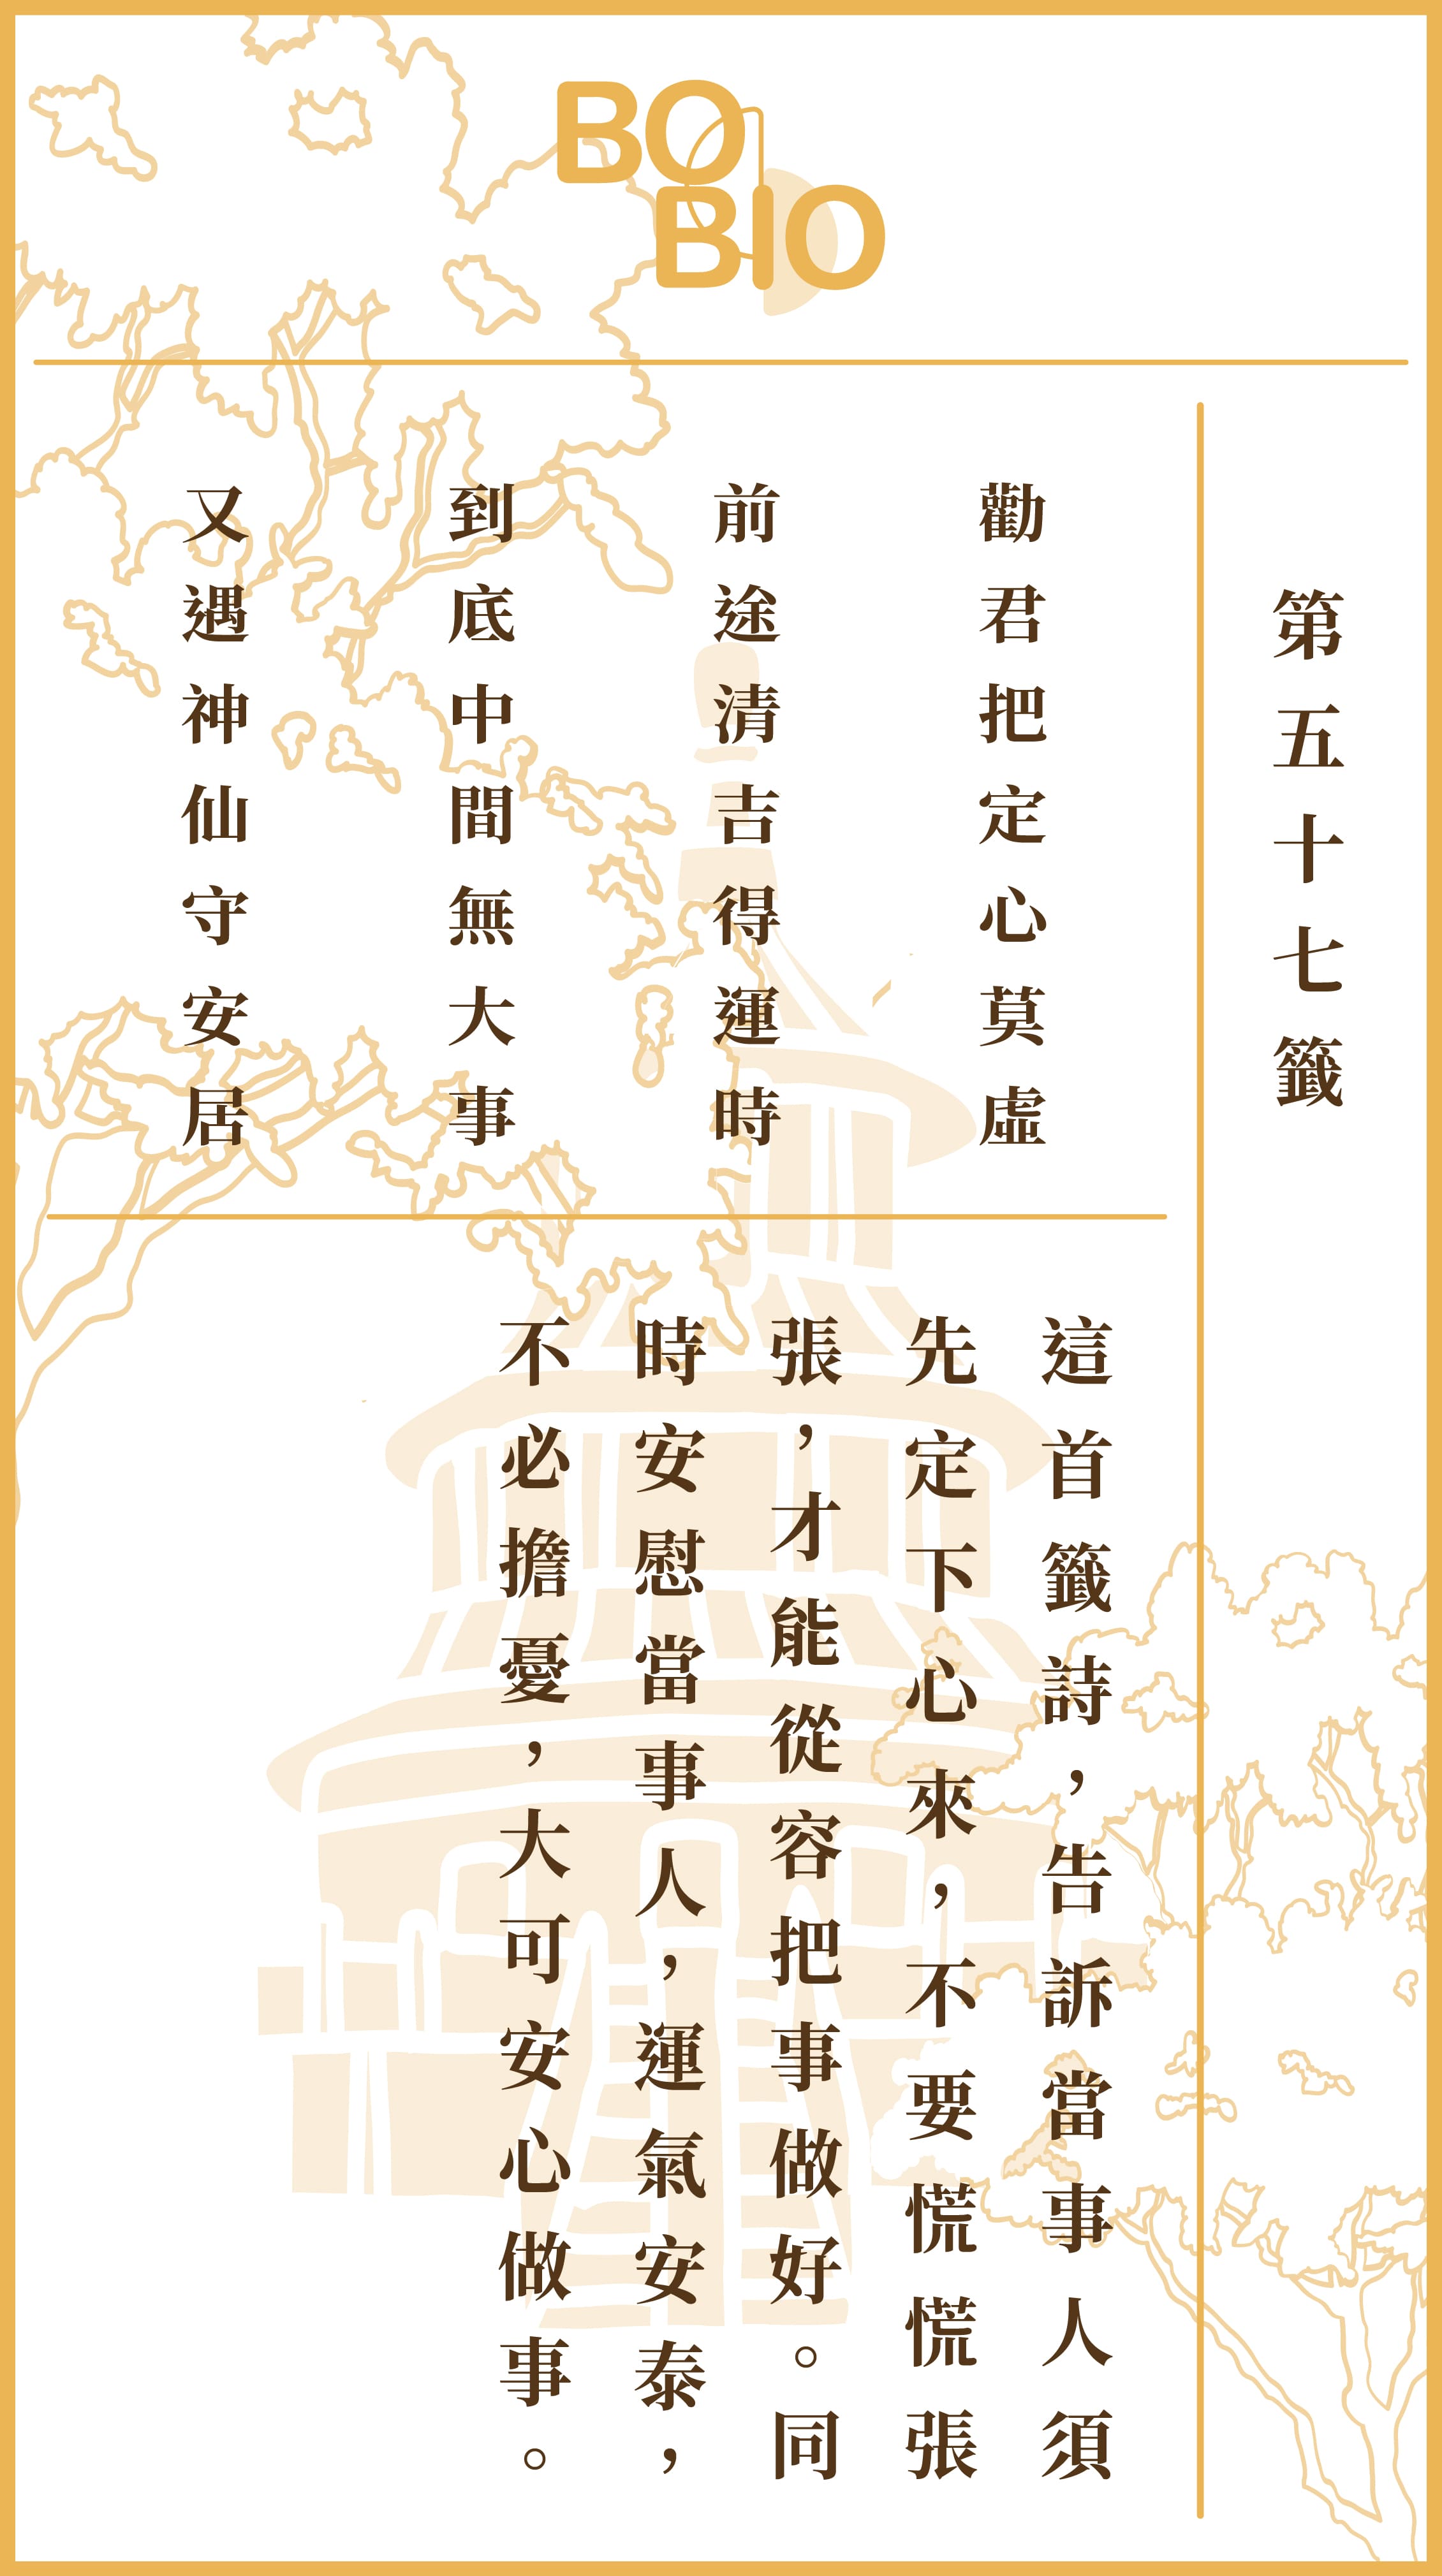 BO
BIO
第五十七籤
勸君把定心莫虛
前途清吉得運時
到底中間無大事
又遇神仙守安居
這首籤詩，告訴當事人須
先定下心來，不要慌慌張
張，才能從容把事做好。同
時安慰當事人，運氣安泰，
不必擔憂，大可安心做事。